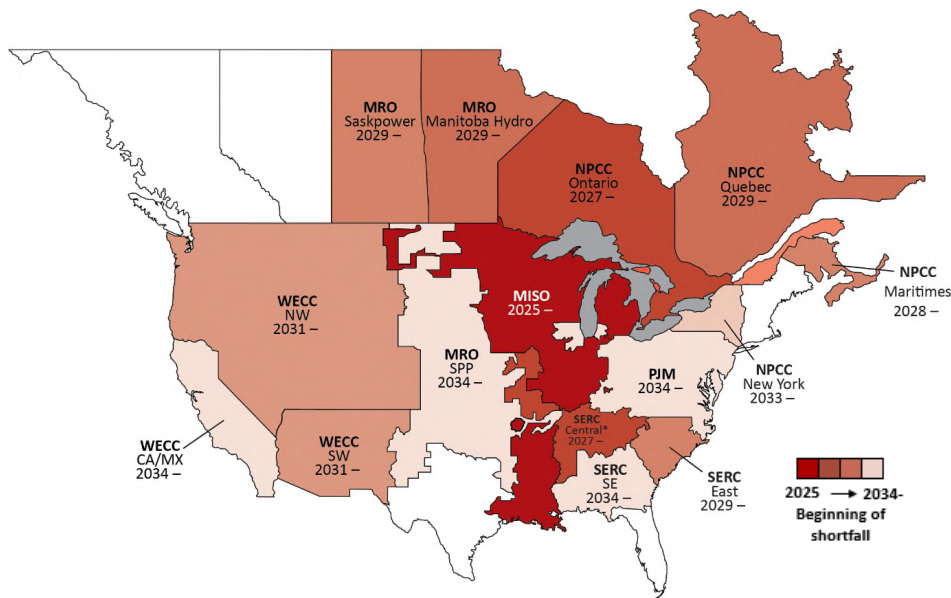 MRO
Saskpower
2029 –
MRO
Manitoba Hydro
2029 –
NPCC
Ontario
2027 –
NPCC
Quebec
2029 –
NPCC
Maritimes
2028 –
WECC
NW
2031 –
MISO
2025 –
MRO
SPP
2034 –
PJM
2034 –
NPCC
New York
2033 –
WECC
CA/MX
2034 –
WECC
SW
2031 –
SERC
Central*
2027 –
SERC
SE
2034 –
SERC
East
2029 –
2025 → 2034-
Beginning of
shortfall